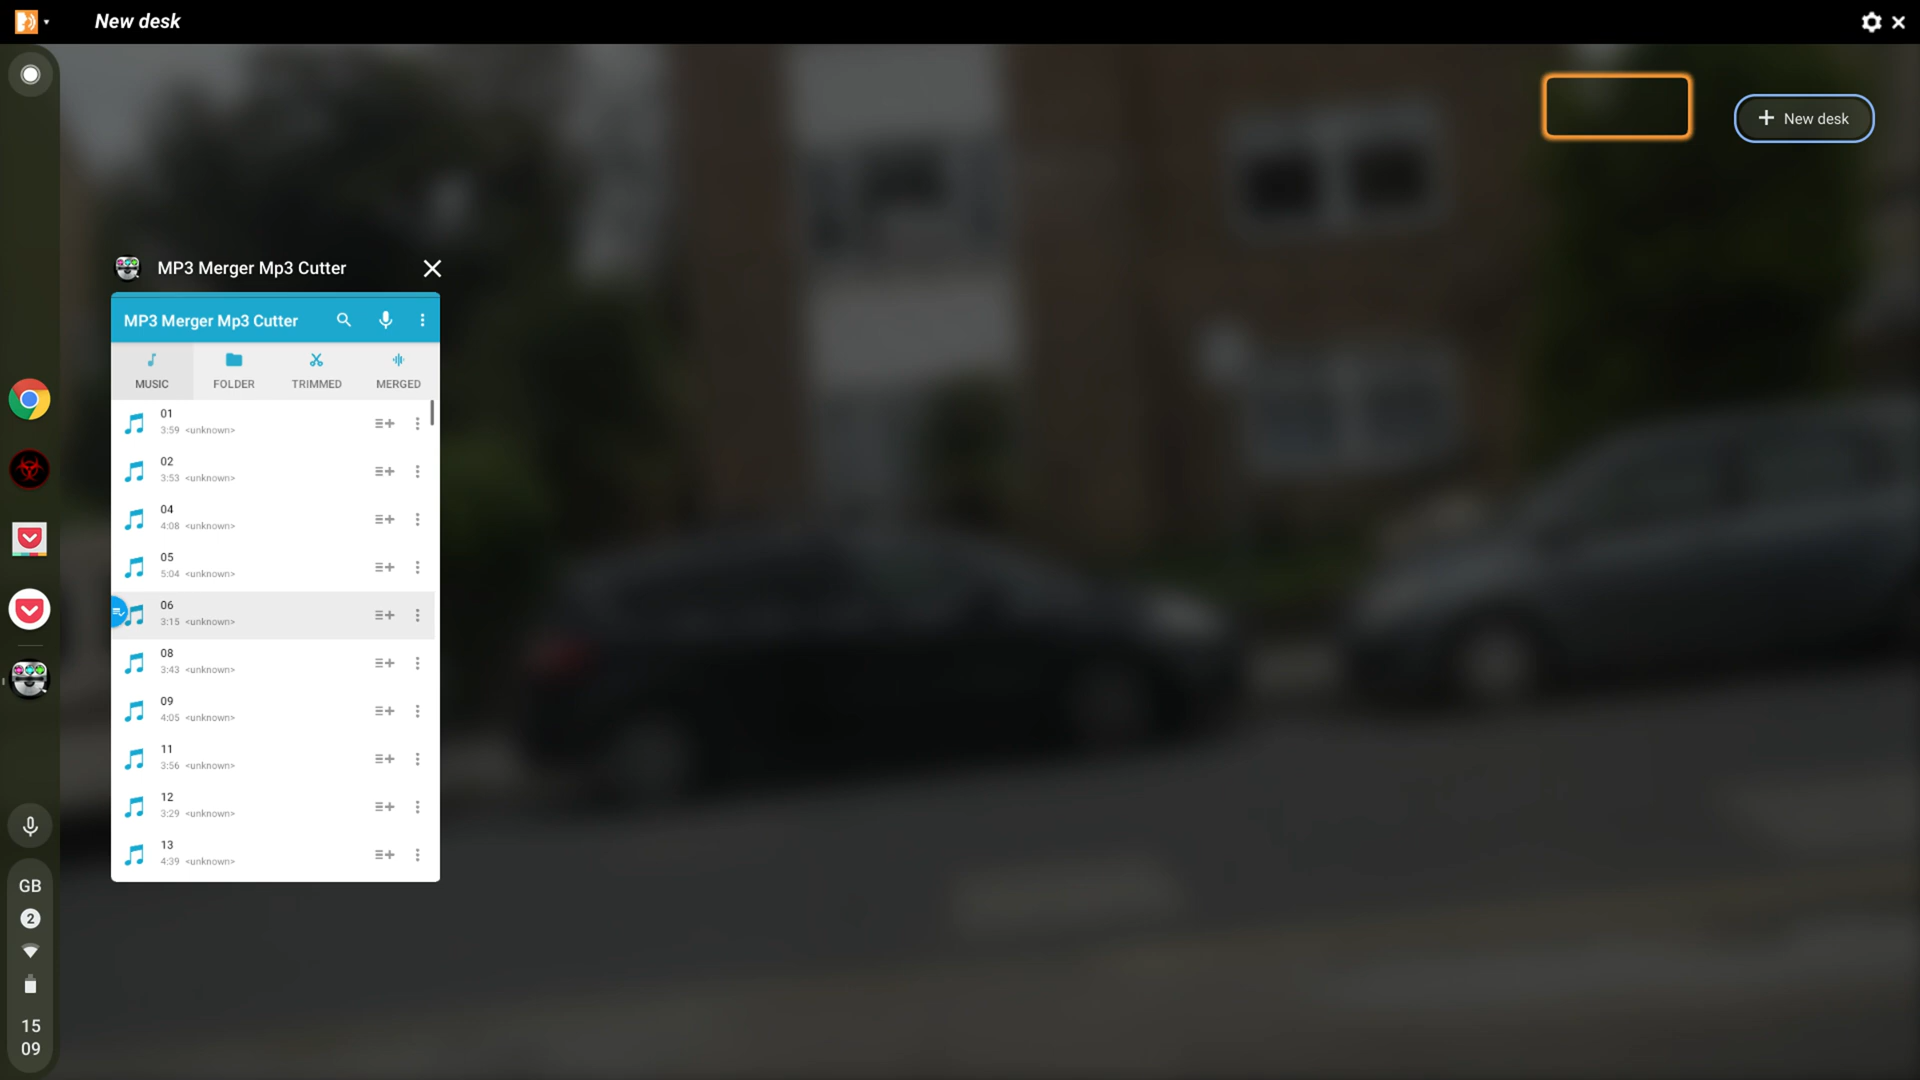 New desk
+ New desk
MP3 Merger Mp3 Cutter
MP3 Merger Mp3 Cutter
MUSIC FOLDER TRIMMED MERGED
01
3:59 <unknown>
02
3:53 <unknown>
04
4:08 <unknown>
05
5:04 <unknown>
06
3:15 <unknown>
08
3:43 <unknown>
09
4:05 <unknown>
11
3:56 <unknown>
12
3:29 <unknown>
13
4:39 <unknown>
GB
2
15
09